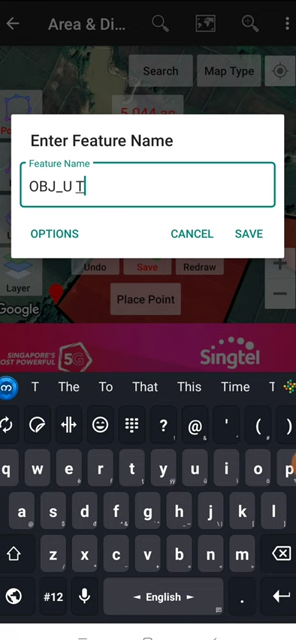 Area & Di...
Search
Map Type
5.044 ac
Enter Feature Name
Feature Name
OBJ_U T
OPTIONS
CANCEL
SAVE
Undo
Save
Redraw
Layer
Place Point
Google
SINGAPORE'S
MOST POWERFUL
5G
Singtel
T The To That This Time T
? ! @ ' ( )
q w e r t y u i o p
a s d f g h j k l
z x c v b n m
#12
English
.